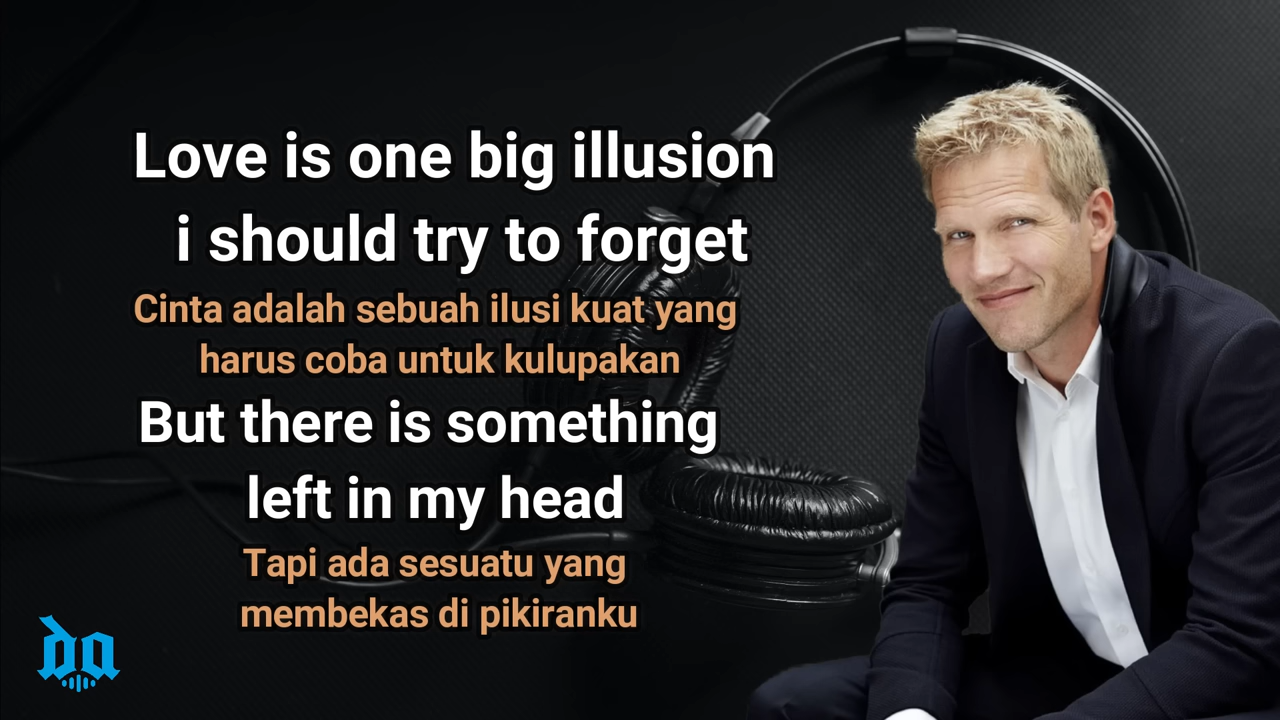 Love is one big illusion
i should try to forget
Cinta adalah sebuah ilusi kuat yang
harus coba untuk kulupakan
But there is something
left in my head
Tapi ada sesuatu yang
membekas di pikiranku
da